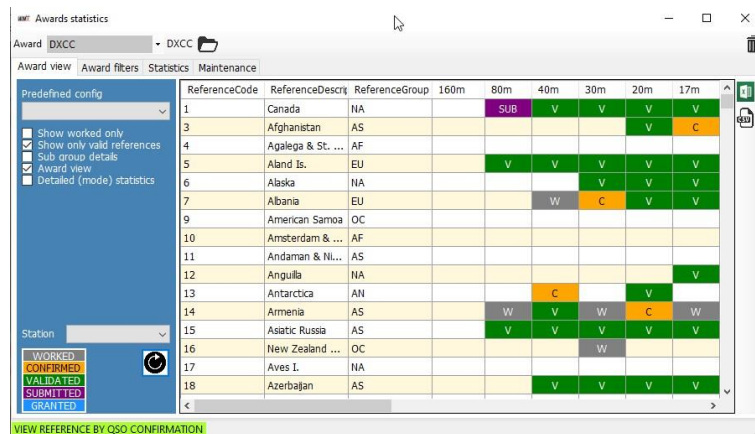 Awards statistics
Award DXCC DXCC
Award view Award filters Statistics Maintenance
Predefined config
Show worked only
Show only valid references
Sub group details
Award view
Detailed (mode) statistics
Station
WORKED
CONFIRMED
VALIDATED
SUBMITTED
GRANTED
ReferenceCode ReferenceDescrip ReferenceGroup 160m 80m 40m 30m 20m 17m
1 Canada NA SUB V V V V
3 Afghanistan AS V C
4 Agalega & St. ... AF
5 Aland Is. EU V V V V V
6 Alaska NA V V V
7 Albania EU W C V V
9 American Samoa OC
10 Amsterdam & ... AF
11 Andaman & Ni... AS
12 Anguilla NA V
13 Antarctica AN C V
14 Armenia AS W V W C W
15 Asiatic Russia AS V V V V V
16 New Zealand ... OC W
17 Aves I. NA
18 Azerbaijan AS V V V V
CSV
VIEW REFERENCE BY QSO CONFIRMATION